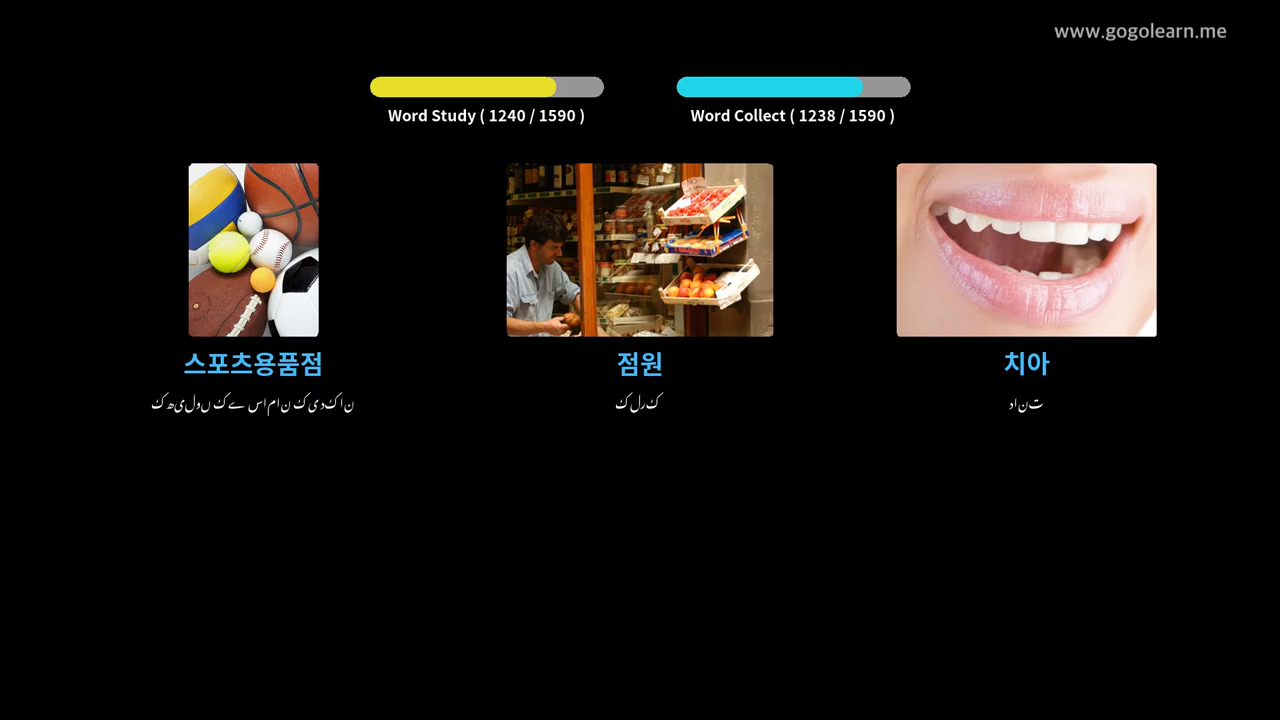 www.gogolearn.me
Word Study ( 1240 / 1590 )
Word Collect ( 1238 / 1590 )
스포츠용품점
کھیلوں کے سامان کی دکان
점원
کلرک
치아
دانت